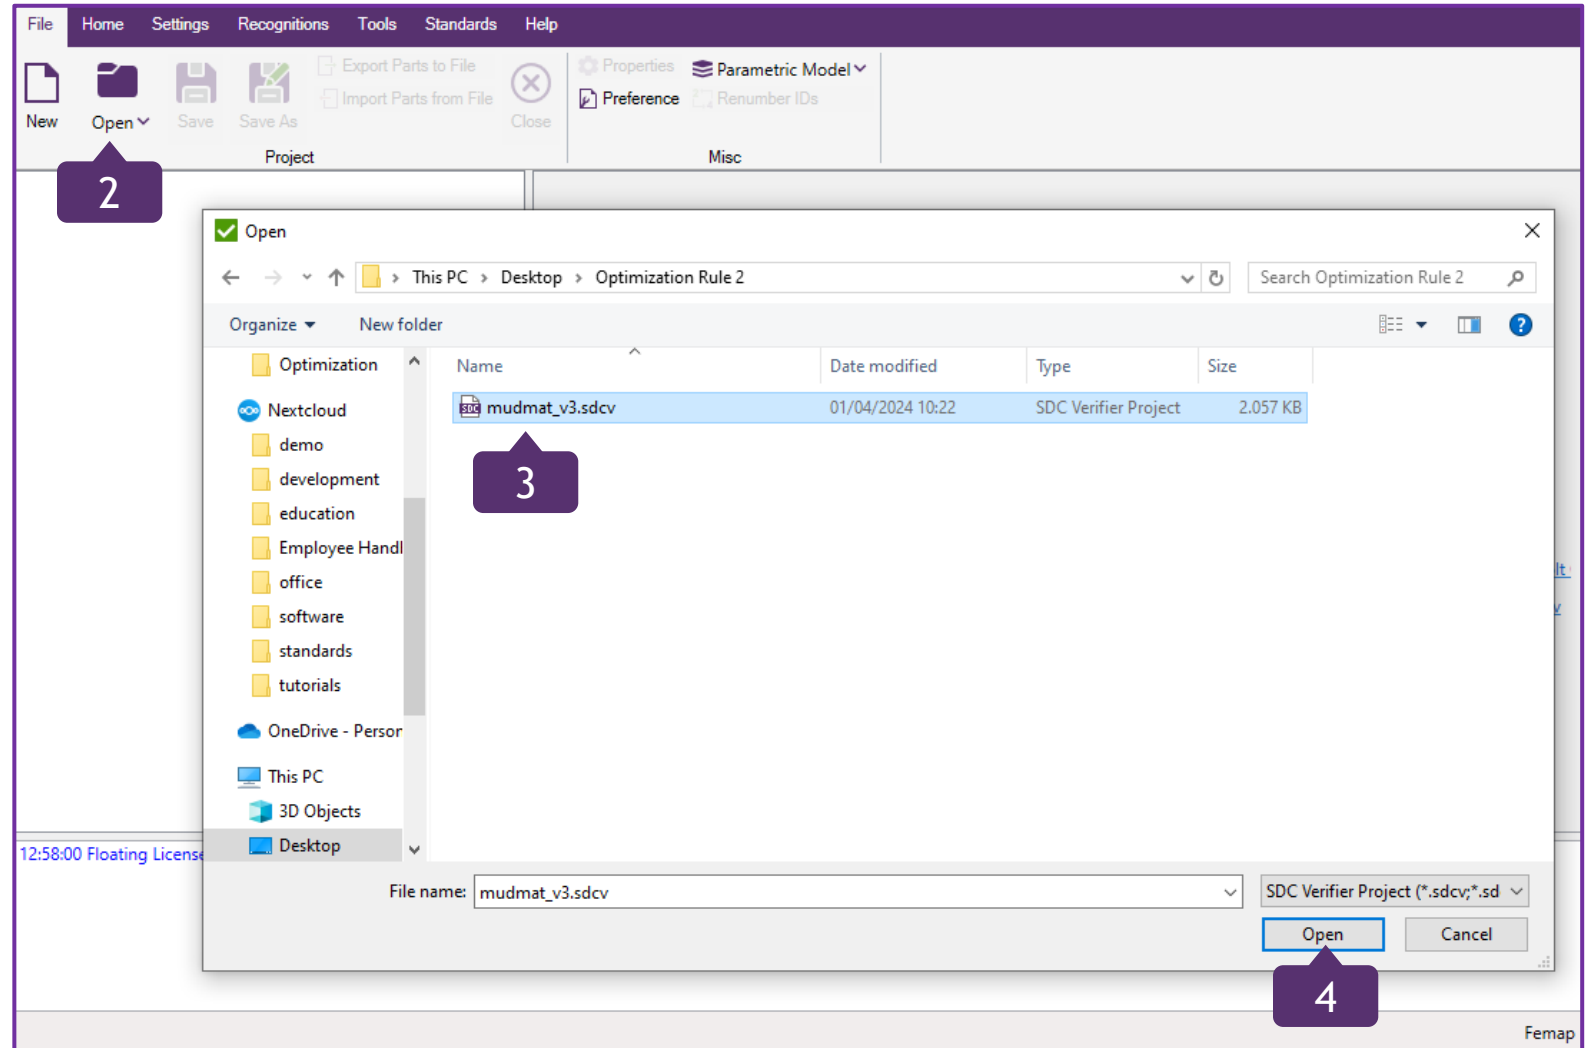 File Home Settings Recognitions Tools Standards Help
New Open Save Save As Export Parts to File
Import Parts from File
Close
Properties Parametric Model
Preference Renumber IDs
Project Misc
2
Open
This PC > Desktop > Optimization Rule 2
Search Optimization Rule 2
Organize New folder
?
Name Date modified Type Size
SDC mudmat_v3.sdcv 01/04/2024 10:22 SDC Verifier Project 2.057 KB
3
Optimization
Nextcloud
demo
development
education
Employee Handl
office
software
standards
tutorials
OneDrive - Person
This PC
3D Objects
Desktop
lt
v
12:58:00 Floating License
File name: mudmat_v3.sdcv SDC Verifier Project (*.sdcv;*.sd
Open Cancel
4
Femap